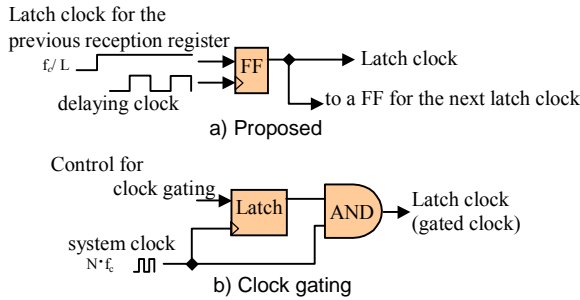 Latch clock for the
previous reception register
fc/ L
FF
Latch clock
delaying clock
to a FF for the next latch clock
a) Proposed
Control for
clock gating
Latch
AND
Latch clock
(gated clock)
system clock
N•fc
b) Clock gating